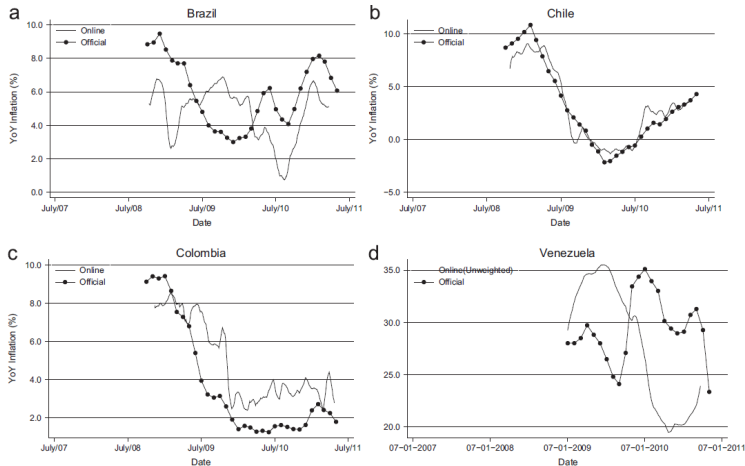 a Brazil
Online
Official
YoY Inflation (%)
10.0
8.0
6.0
4.0
2.0
0.0
July/07 July/08 July/09 July/10 July/11
Date
b Chile
Online
Official
YoY Inflation (%)
10.0
5.0
0.0
−5.0
July/07 July/08 July/09 July/10 July/11
Date
c Colombia
Online
Official
YoY Inflation (%)
10.0
8.0
6.0
4.0
2.0
July/07 July/08 July/09 July/10 July/11
Date
d Venezuela
Online(Unweighted)
Official
35.0
30.0
25.0
20.0
07−01−2007 07−01−2008 07−01−2009 07−01−2010 07−01−2011
Date